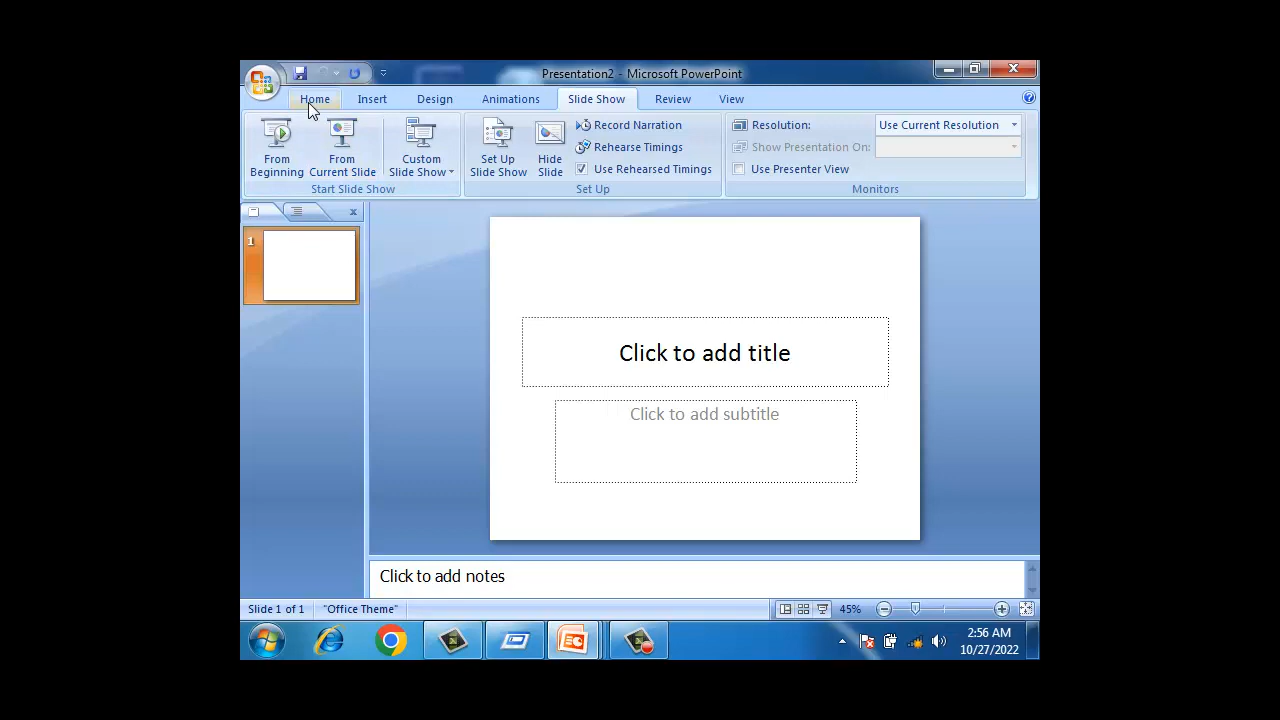 Presentation2 - Microsoft PowerPoint
Home Insert Design Animations Slide Show Review View
From Beginning
From Current Slide
Custom Slide Show
Start Slide Show
Set Up Slide Show
Hide Slide
Record Narration
Rehearse Timings
Use Rehearsed Timings
Set Up
Resolution: Use Current Resolution
Show Presentation On:
Use Presenter View
Monitors
1
Click to add title
Click to add subtitle
Click to add notes
Slide 1 of 1 "Office Theme" 45%
2:56 AM
10/27/2022